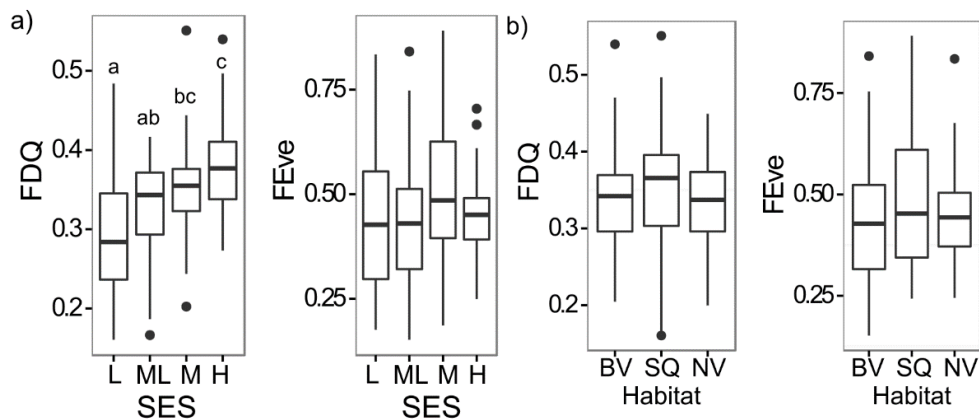 a)
FDQ
0.5
0.4
0.3
0.2
a
ab
bc
c
L ML M H
SES
FEve
0.75
0.50
0.25
L ML M H
SES
b)
FDQ
0.5
0.4
0.3
0.2
BV SQ NV
Habitat
FEve
0.75
0.50
0.25
BV SQ NV
Habitat